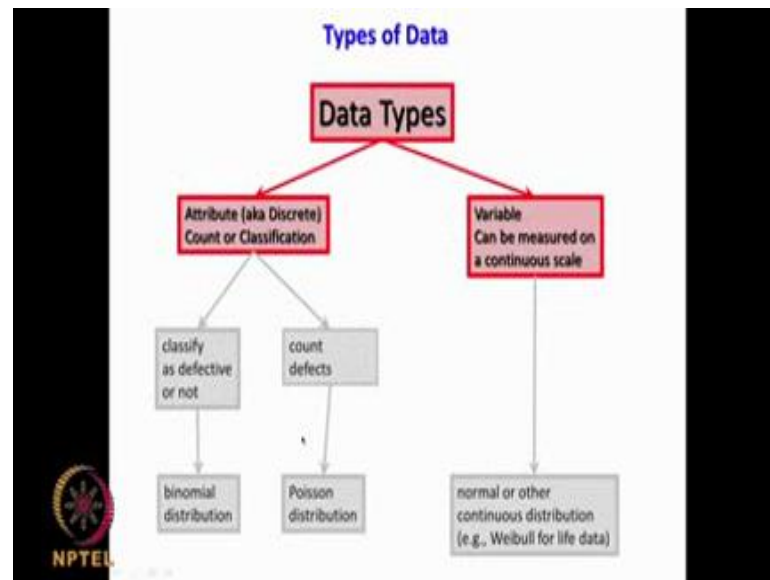 Types of Data
Data Types
Attribute (aka Discrete)
Count or Classification
Variable
Can be measured on
a continuous scale
classify
as defective
or not
count
defects
binomial
distribution
Poisson
distribution
normal or other
continuous distribution
(e.g., Weibull for life data)
NPTEL